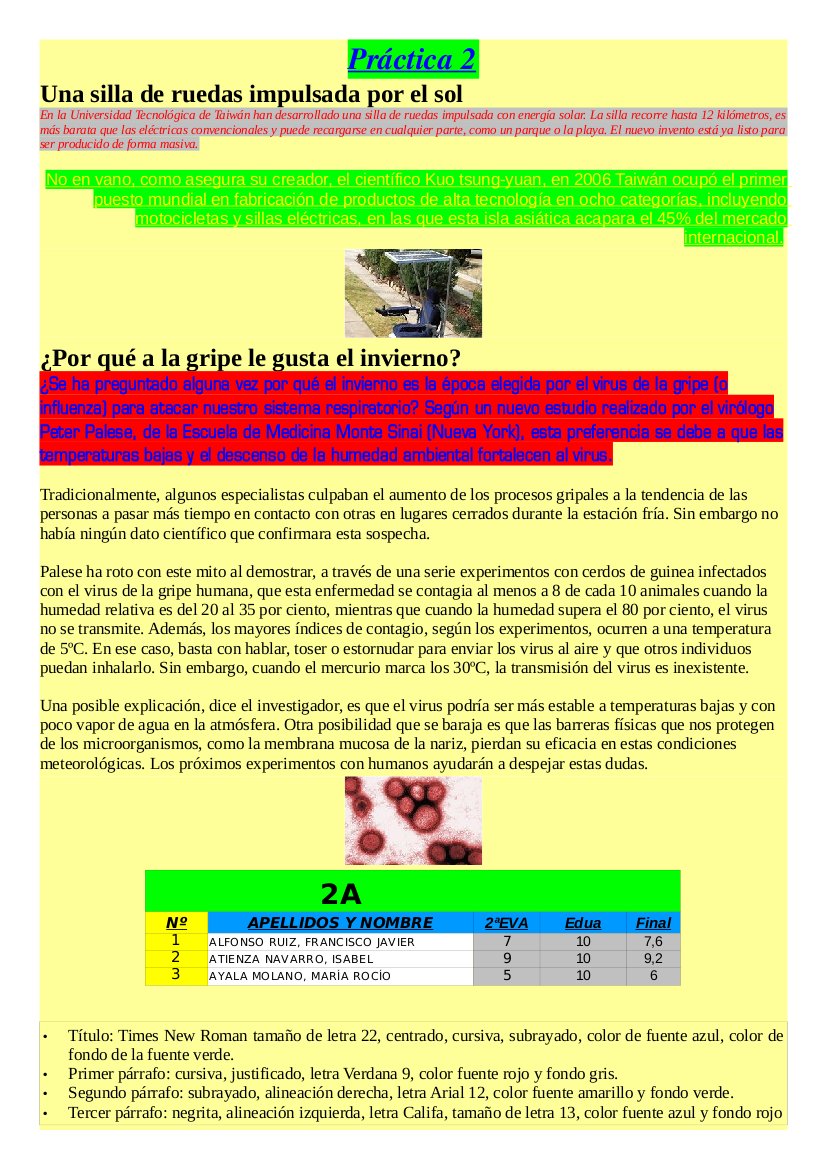 Práctica 2
Una silla de ruedas impulsada por el sol
En la Universidad Tecnológica de Taiwán han desarrollado una silla de ruedas impulsada con energía solar. La silla recorre hasta 12 kilómetros, es
más barata que las eléctricas convencionales y puede recargarse en cualquier parte, como un parque o la playa. El nuevo invento está ya listo para
ser producido de forma masiva.
No en vano, como asegura su creador, el científico Kuo tsung-yuan, en 2006 Taiwán ocupó el primer
puesto mundial en fabricación de productos de alta tecnología en ocho categorías, incluyendo
motocicletas y sillas eléctricas, en las que esta isla asiática acapara el 45% del mercado
internacional.
¿Por qué a la gripe le gusta el invierno?
¿Se ha preguntado alguna vez por qué el invierno es la época elegida por el virus de la gripe (o
influenza) para atacar nuestro sistema respiratorio? Según un nuevo estudio realizado por el virólogo
Peter Palese, de la Escuela de Medicina Monte Sinai (Nueva York), esta preferencia se debe a que las
temperaturas bajas y el descenso de la humedad ambiental fortalecen al virus.
Tradicionalmente, algunos especialistas culpaban el aumento de los procesos gripales a la tendencia de las
personas a pasar más tiempo en contacto con otras en lugares cerrados durante la estación fría. Sin embargo no
había ningún dato científico que confirmara esta sospecha.
Palese ha roto con este mito al demostrar, a través de una serie experimentos con cerdos de guinea infectados
con el virus de la gripe humana, que esta enfermedad se contagia al menos a 8 de cada 10 animales cuando la
humedad relativa es del 20 al 35 por ciento, mientras que cuando la humedad supera el 80 por ciento, el virus
no se transmite. Además, los mayores índices de contagio, según los experimentos, ocurren a una temperatura
de 5ºC. En ese caso, basta con hablar, toser o estornudar para enviar los virus al aire y que otros individuos
puedan inhalarlo. Sin embargo, cuando el mercurio marca los 30ºC, la transmisión del virus es inexistente.
Una posible explicación, dice el investigador, es que el virus podría ser más estable a temperaturas bajas y con
poco vapor de agua en la atmósfera. Otra posibilidad que se baraja es que las barreras físicas que nos protegen
de los microorganismos, como la membrana mucosa de la nariz, pierdan su eficacia en estas condiciones
meteorológicas. Los próximos experimentos con humanos ayudarán a despejar estas dudas.
2A
Nº APELLIDOS Y NOMBRE 2ªEVA Edua Final
1 ALFONSO RUIZ, FRANCISCO JAVIER 7 10 7,6
2 ATIENZA NAVARRO, ISABEL 9 10 9,2
3 AYALA MOLANO, MARÍA ROCÍO 5 10 6
• Título: Times New Roman tamaño de letra 22, centrado, cursiva, subrayado, color de fuente azul, color de
fondo de la fuente verde.
• Primer párrafo: cursiva, justificado, letra Verdana 9, color fuente rojo y fondo gris.
• Segundo párrafo: subrayado, alineación derecha, letra Arial 12, color fuente amarillo y fondo verde.
• Tercer párrafo: negrita, alineación izquierda, letra Califa, tamaño de letra 13, color fuente azul y fondo rojo